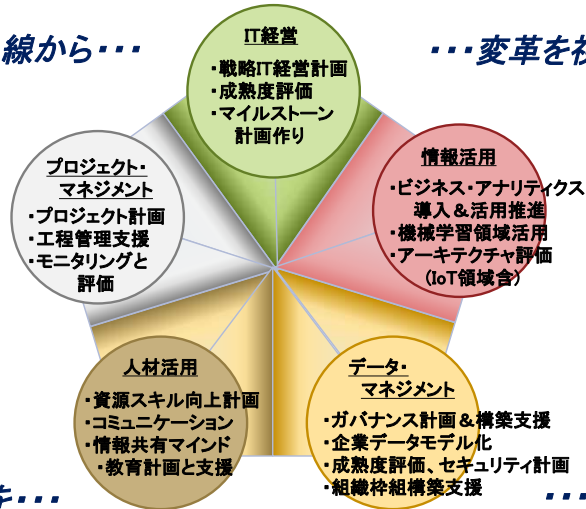 線から・・・
・・・変革を
IT経営
・戦略IT経営計画
・成熟度評価
・マイルストーン
計画作り
プロジェクト・
マネジメント
・プロジェクト計画
・工程管理支援
・モニタリングと
評価
情報活用
・ビジネス・アナリティクス
導入＆活用推進
・機械学習領域活用
・アーキテクチャ評価
(IoT領域含)
人材活用
・資源スキル向上計画
・コミュニケーション
・情報共有マインド
・教育計画と支援
データ・
マネジメント
・ガバナンス計画＆構築支援
・企業データモデル化
・成熟度評価、セキュリティ計画
・組織枠組構築支援
を・・・
・・・